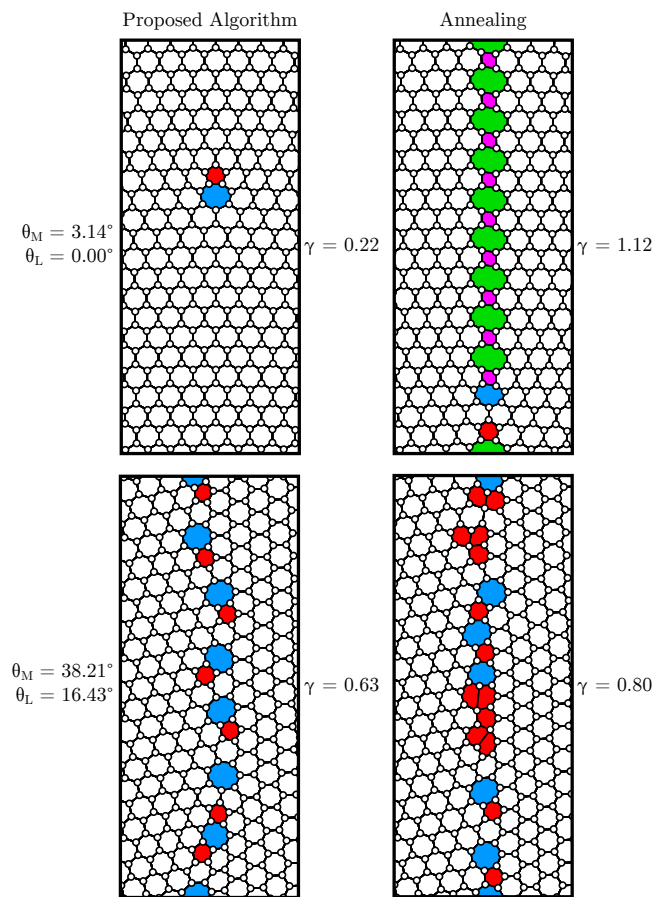 Proposed Algorithm
Annealing
θM = 3.14°
θL = 0.00°
γ = 0.22
γ = 1.12
θM = 38.21°
θL = 16.43°
γ = 0.63
γ = 0.80